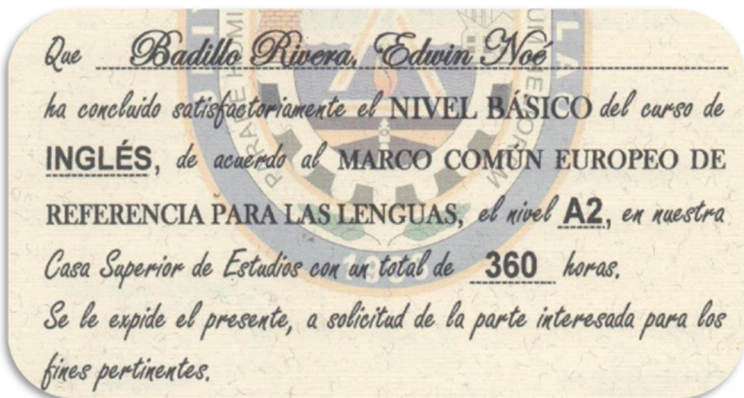 Que Badillo Rivera, Edwin Noé
ha concluido satisfactoriamente el NIVEL BÁSICO del curso de
INGLÉS, de acuerdo al MARCO COMÚN EUROPEO DE
REFERENCIA PARA LAS LENGUAS, el nivel A2, en nuestra
Casa Superior de Estudios con un total de 360 horas.
Se le expide el presente, a solicitud de la parte interesada para los
fines pertinentes.